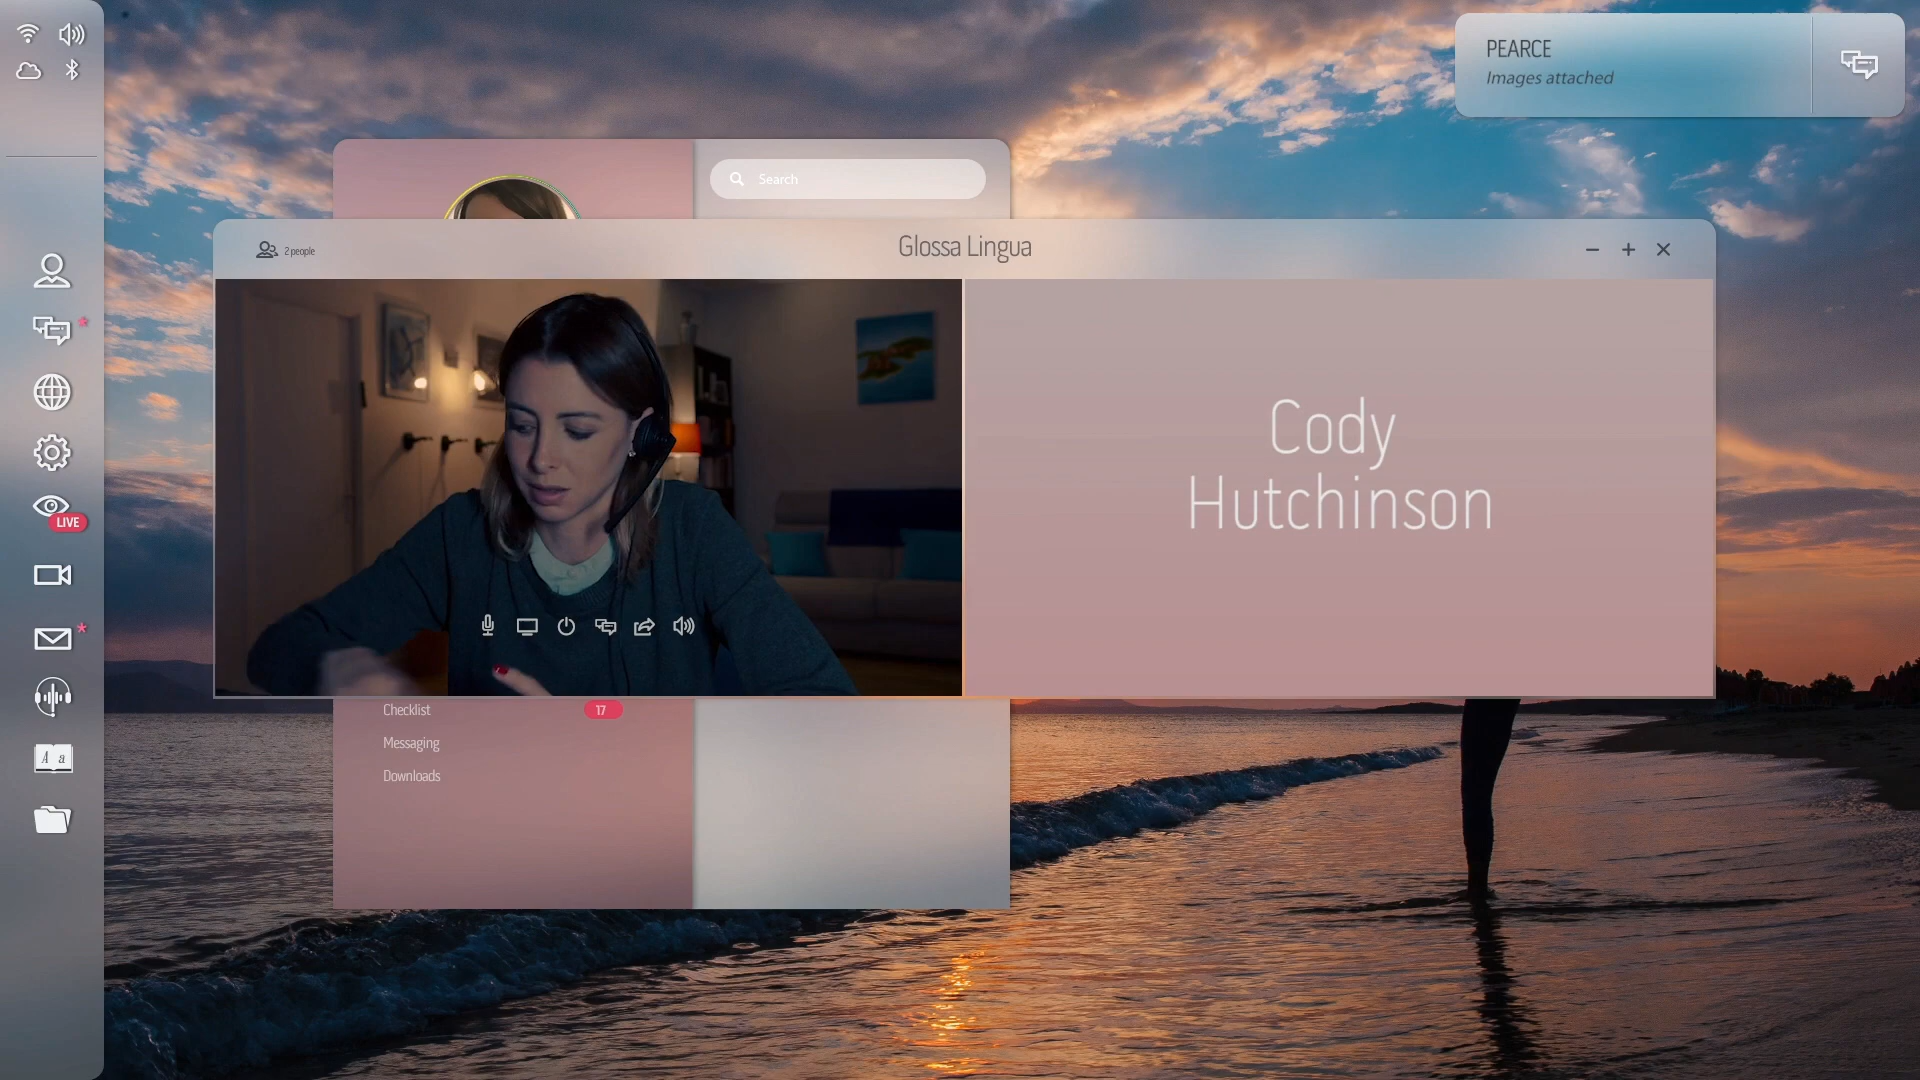 PEARCE
Images attached
Search
2 people
Glossa Lingua
Cody
Hutchinson
LIVE
A a
Checklist 17
Messaging
Downloads